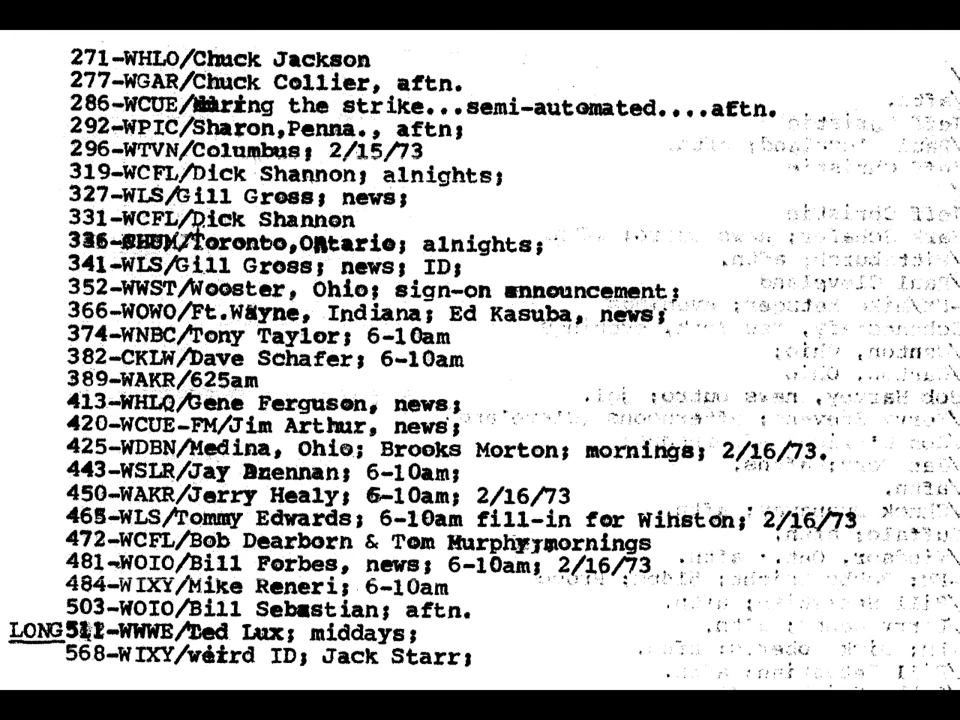 271-WHLO/Chuck Jackson
277-WGAR/Chuck Collier, aftn.
286-WCUE/during the strike...semi-automated....aftn.
292-WPIC/Sharon,Penna., aftn;
296-WTVN/Columbus; 2/15/73
319-WCFL/Dick Shannon; alnights;
327-WLS/Gill Gross; news;
331-WCFL/Dick Shannon
336-CHUM/Toronto,Ontario; alnights;
341-WLS/Gill Gross; news; ID;
352-WWST/Wooster, Ohio; sign-on announcement;
366-WOWO/Ft.Wayne, Indiana; Ed Kasuba, news;
374-WNBC/Tony Taylor; 6-10am
382-CKLW/Dave Schafer; 6-10am
389-WAKR/625am
413-WHLO/Gene Ferguson, news;
420-WCUE-FM/Jim Arthur, news;
425-WDBN/Medina, Ohio; Brooks Morton; mornings; 2/16/73.
443-WSLR/Jay Brennan; 6-10am;
450-WAKR/Jerry Healy; 6-10am; 2/16/73
465-WLS/Tommy Edwards; 6-10am fill-in for Winston; 2/16/73
472-WCFL/Bob Dearborn & Tom Murphy;mornings
481-WOIO/Bill Forbes, news; 6-10am; 2/16/73
484-WIXY/Mike Reneri; 6-10am
503-WOIO/Bill Sebastian; aftn.
LONG 511-WWWE/Ted Lux; middays;
568-WIXY/weird ID; Jack Starr;